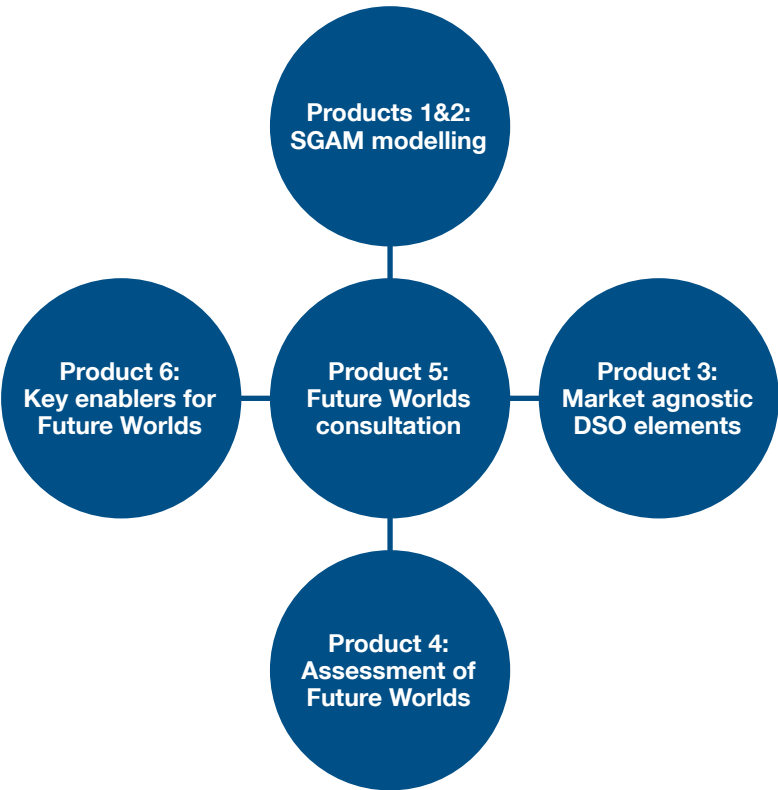 Products 1&2:
SGAM modelling
Product 6:
Key enablers for
Future Worlds
Product 5:
Future Worlds
consultation
Product 3:
Market agnostic
DSO elements
Product 4:
Assessment of
Future Worlds